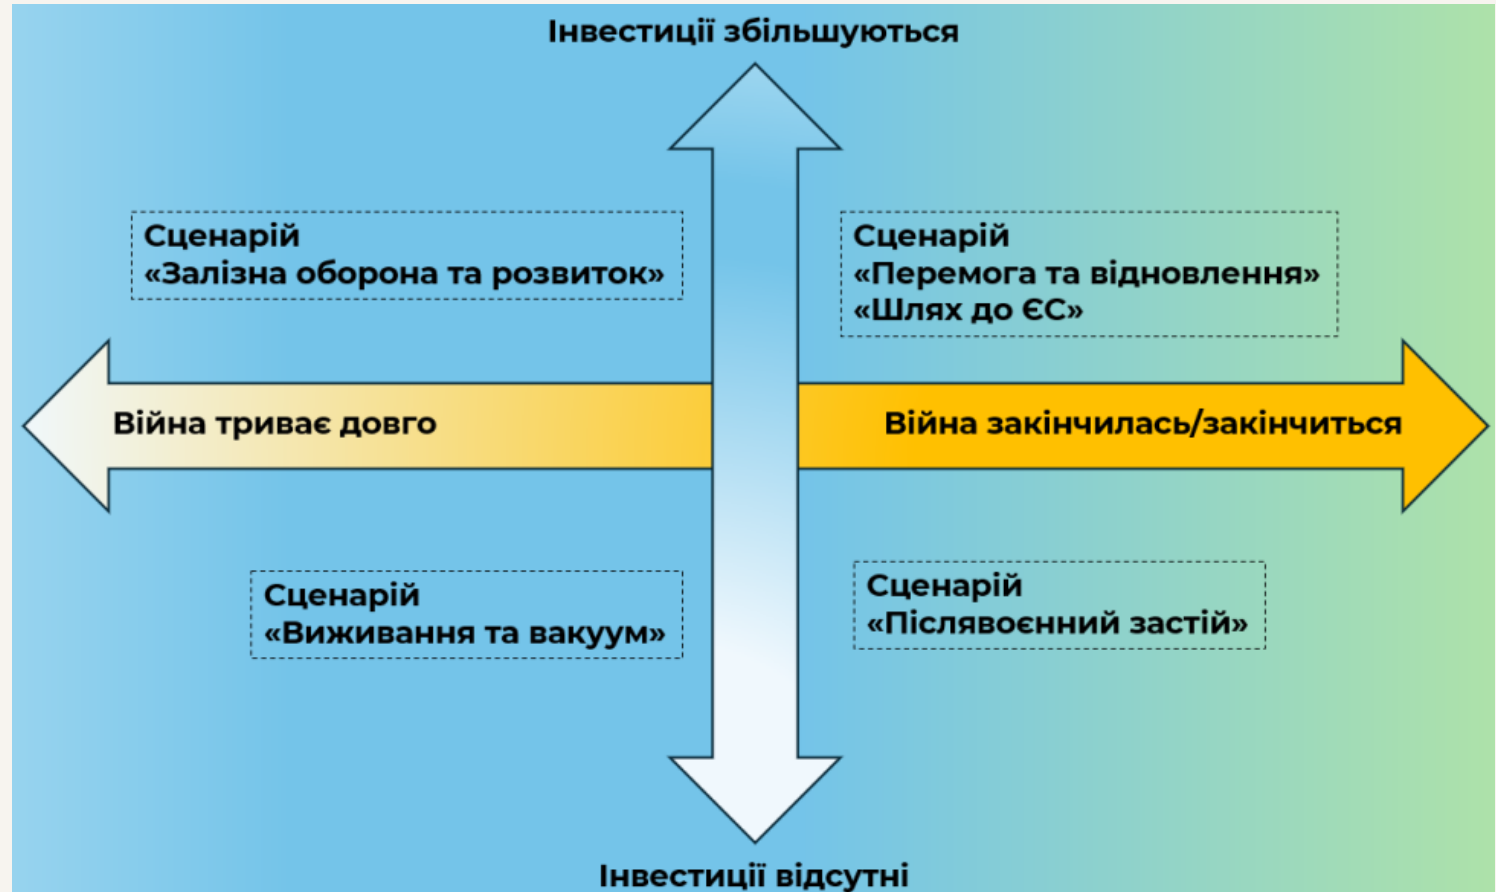 Інвестиції збільшуються
Сценарій
«Залізна оборона та розвиток»
Сценарій
«Перемога та відновлення»
«Шлях до ЄС»
Війна триває довго
Війна закінчилась/закінчиться
Сценарій
«Виживання та вакуум»
Сценарій
«Післявоєнний застій»
Інвестиції відсутні